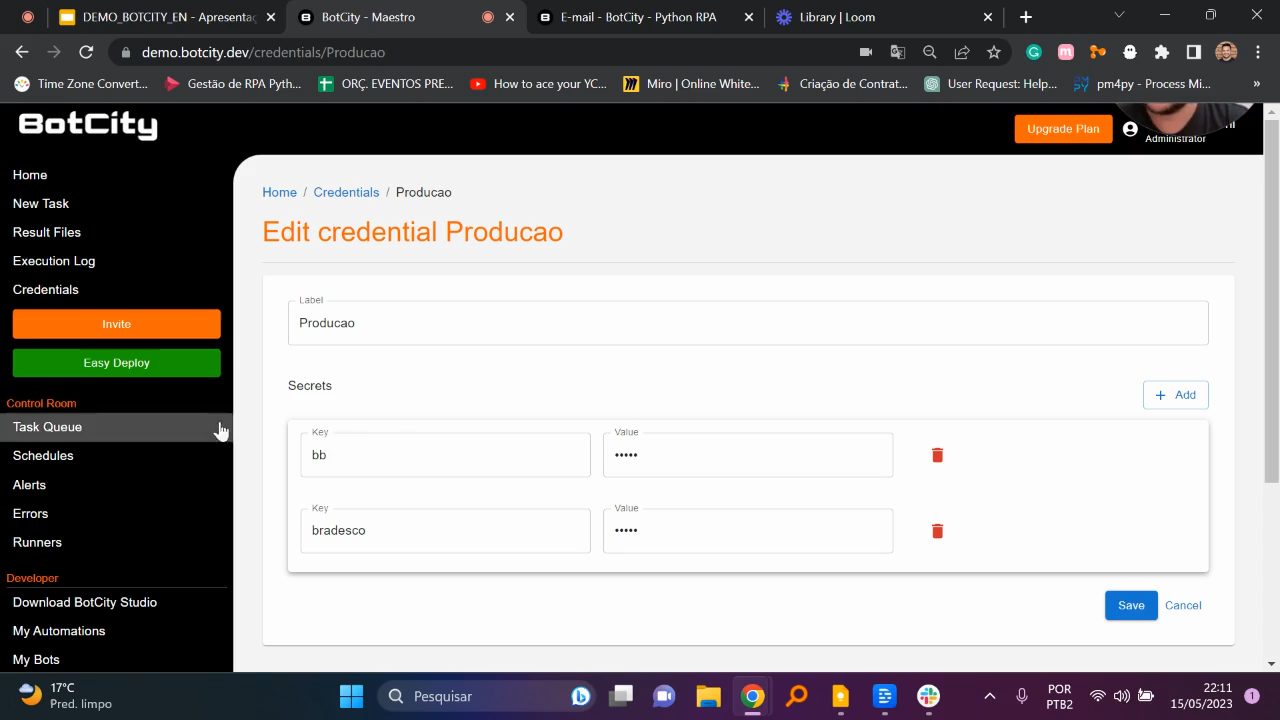 DEMO_BOTCITY_EN - Apresentaç
BotCity - Maestro
E-mail - BotCity - Python RPA
Library | Loom
demo.botcity.dev/credentials/Producao
Time Zone Convert...
Gestão de RPA Pyth...
ORÇ. EVENTOS PRE...
How to ace your YC...
Miro | Online White...
Criação de Contrat...
User Request: Help...
pm4py - Process Mi...
»
BotCity
Upgrade Plan
Administrator
Home
New Task
Result Files
Execution Log
Credentials
Invite
Easy Deploy
Control Room
Task Queue
Schedules
Alerts
Errors
Runners
Developer
Download BotCity Studio
My Automations
My Bots
Home / Credentials / Producao
Edit credential Producao
Label
Producao
Secrets
+ Add
Key
bb
Value
•••••
Key
bradesco
Value
•••••
Save
Cancel
17°C
Pred. limpo
Pesquisar
POR
PTB2
22:11
15/05/2023
1